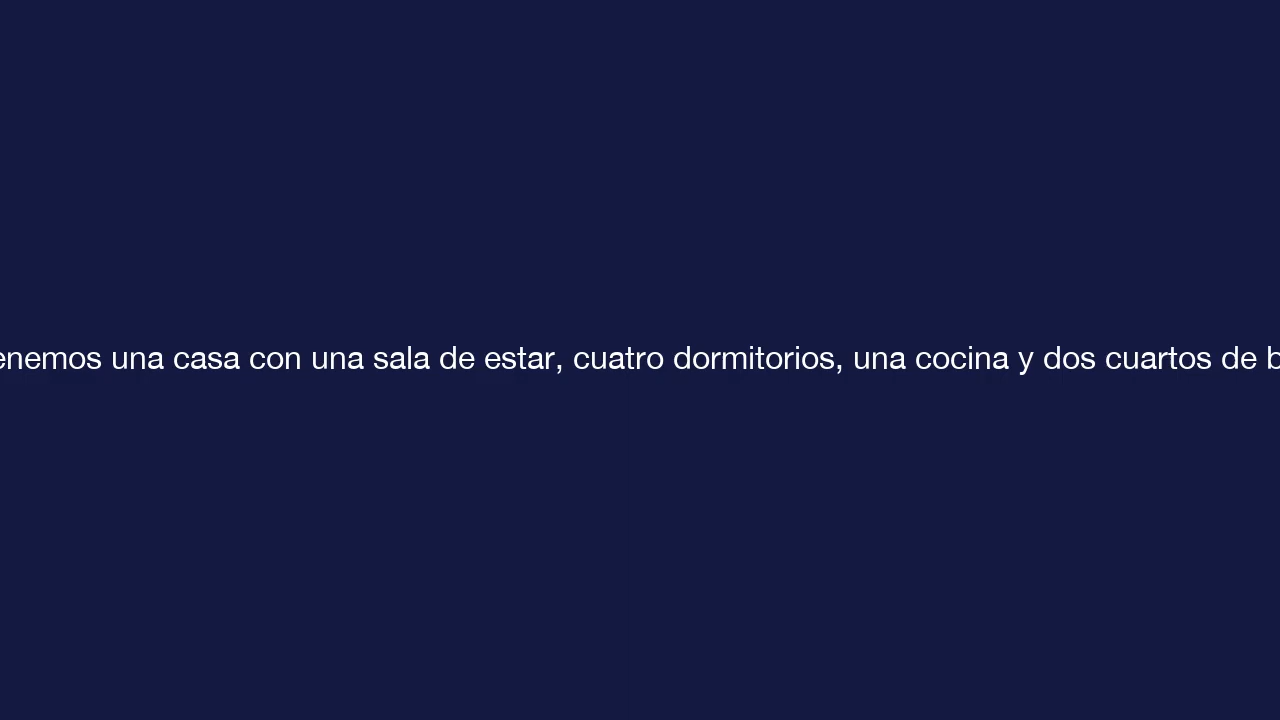 enemos una casa con una sala de estar, cuatro dormitorios, una cocina y dos cuartos de b